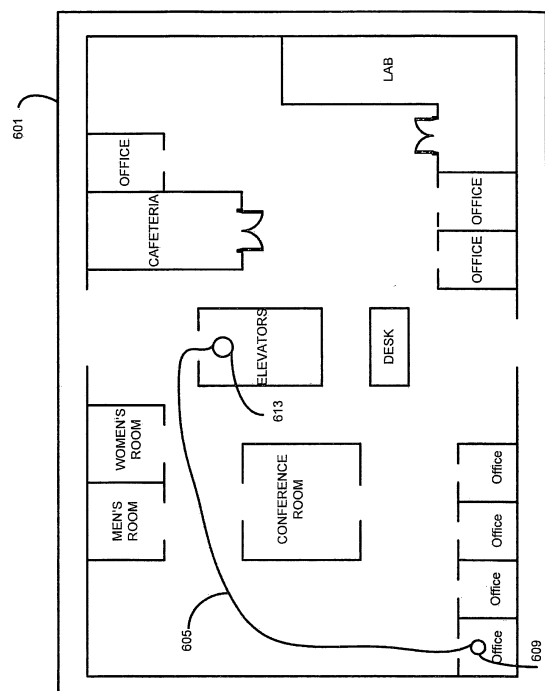 601
LAB
OFFICE
CAFETERIA
OFFICE
OFFICE
ELEVATORS
DESK
613
WOMEN'S
ROOM
MEN'S
ROOM
CONFERENCE
ROOM
Office
Office
Office
Office
605
609